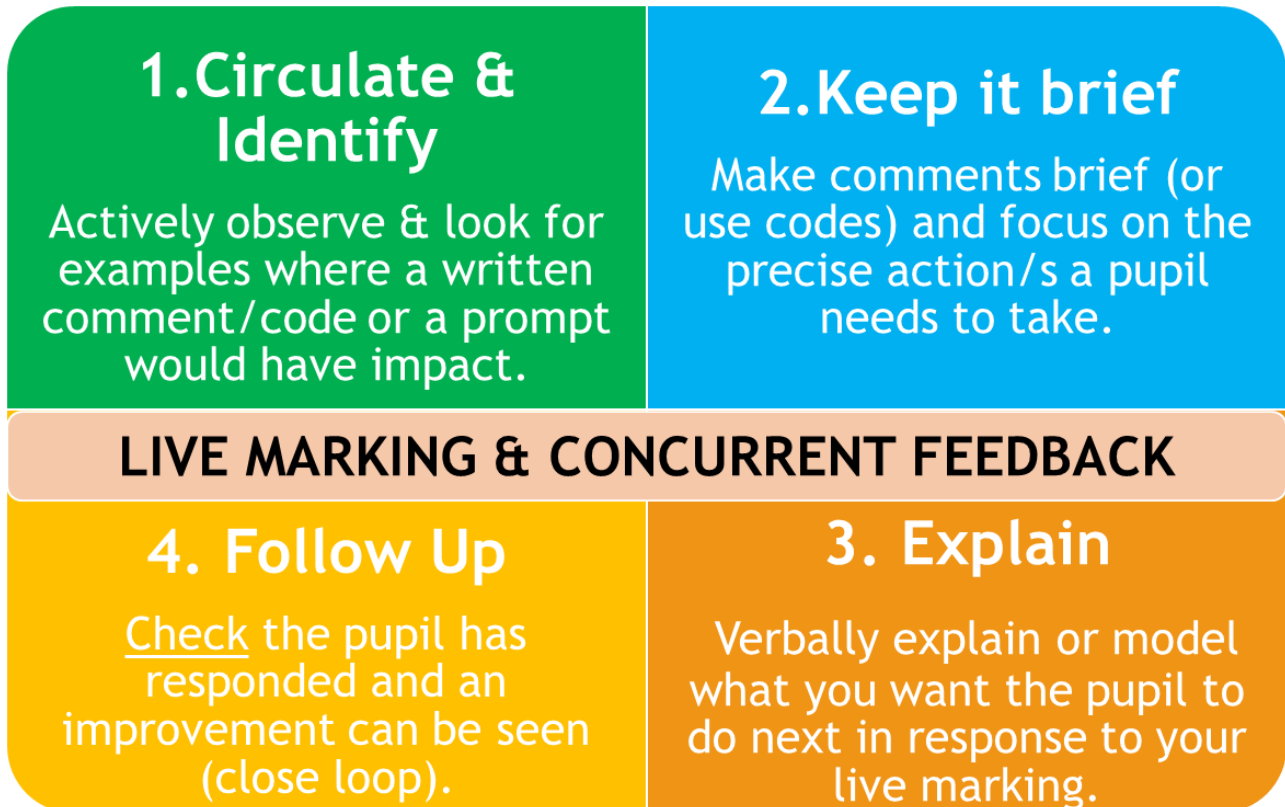 1.Circulate &
Identify
Actively observe & look for
examples where a written
comment/code or a prompt
would have impact.
2.Keep it brief
Make comments brief (or
use codes) and focus on the
precise action/s a pupil
needs to take.
LIVE MARKING & CONCURRENT FEEDBACK
4. Follow Up
Check the pupil has
responded and an
improvement can be seen
(close loop).
3. Explain
Verbally explain or model
what you want the pupil to
do next in response to your
live marking.